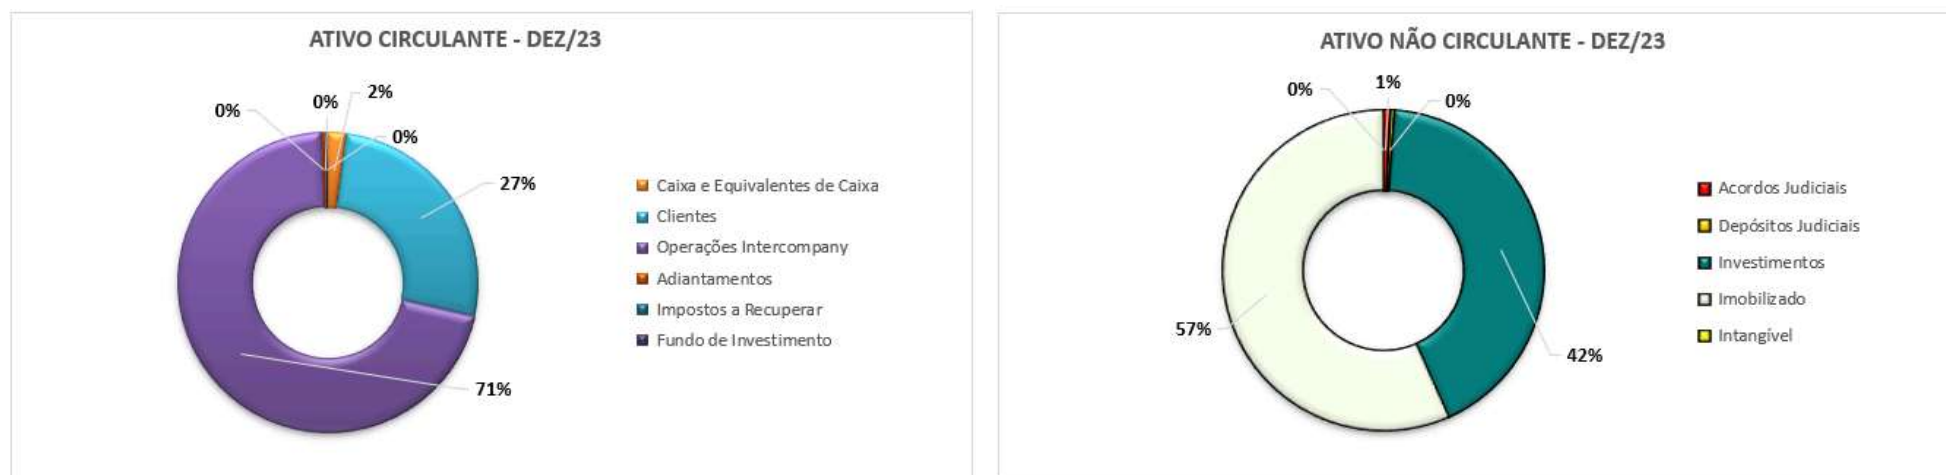 ATIVO CIRCULANTE - DEZ/23
0%
0%
2%
0%
27%
71%
Caixa e Equivalentes de Caixa
Clientes
Operações Intercompany
Adiantamentos
Impostos a Recuperar
Fundo de Investimento
ATIVO NÃO CIRCULANTE - DEZ/23
0%
1%
0%
57%
42%
Acordos Judiciais
Depósitos Judiciais
Investimentos
Imobilizado
Intangível